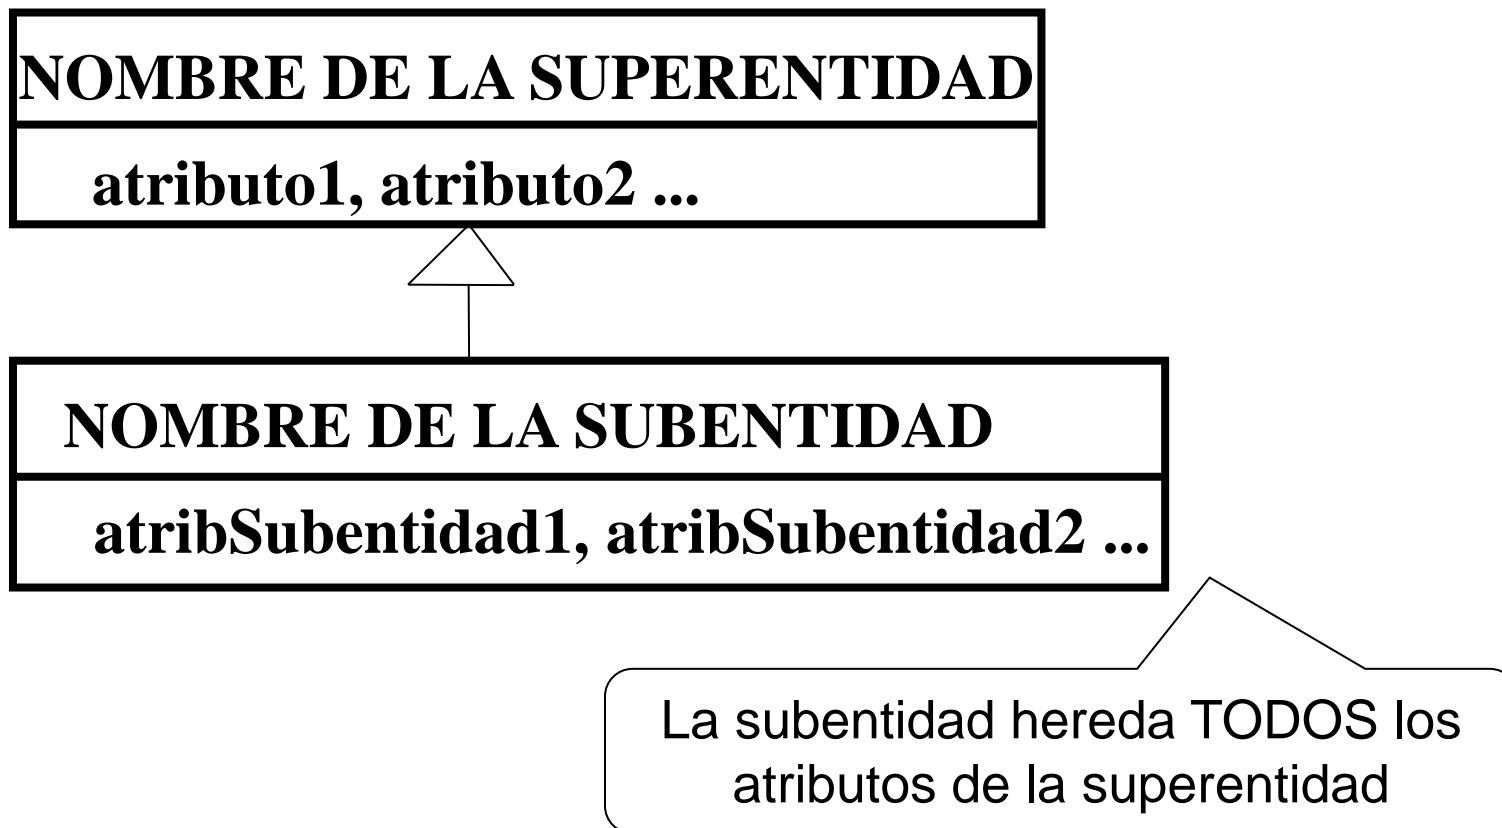 NOMBRE DE LA SUPERENTIDAD
atributo1, atributo2 ...
NOMBRE DE LA SUBENTIDAD
atribSubentidad1, atribSubentidad2 ...
La subentidad hereda TODOS los
atributos de la superentidad